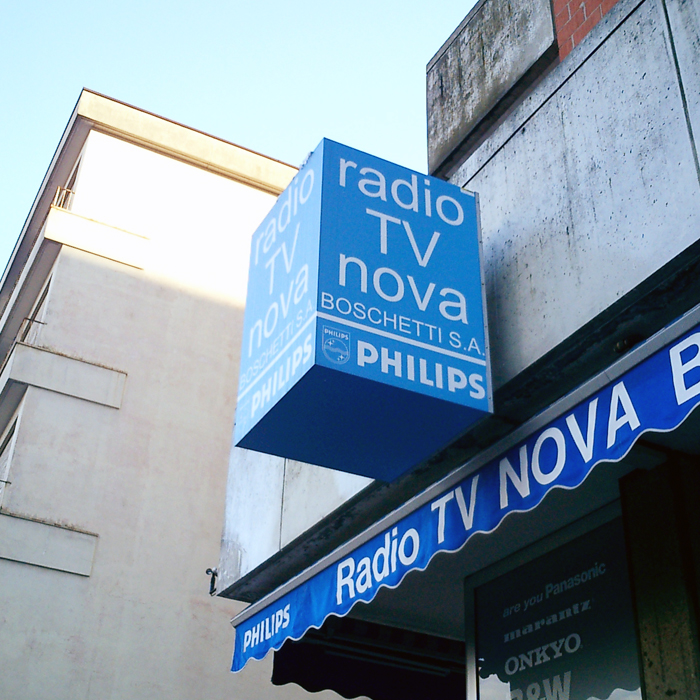 radio
TV
nova
BOSCHETTI S.A.
PHILIPS
PHILIPS
radio
TV
nova
BOSCHETTI S.A.
PHILIPS
PHILIPS Radio TV NOVA B
are you Panasonic
marantz
ONKYO
B&W